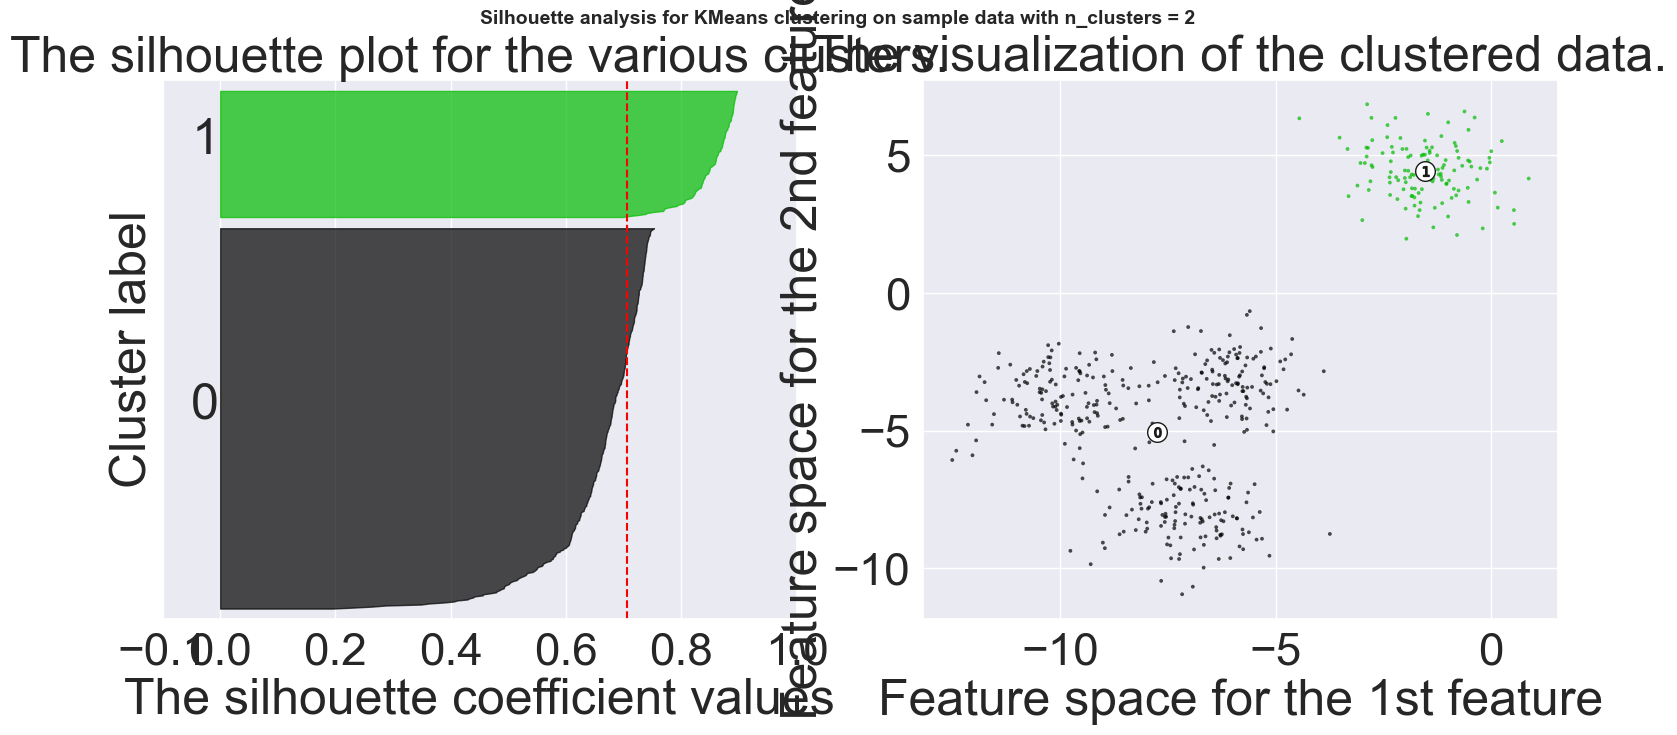 Silhouette analysis for KMeans clustering on sample data with n_clusters = 2
The silhouette plot for the various clusters.
The visualization of the clustered data.
Cluster label
1
0
−0.1
0.0
0.2
0.4
0.6
0.8
1.0
The silhouette coefficient values
Feature space for the 2nd feature
5
0
−5
−10
1
0
−10
−5
0
Feature space for the 1st feature